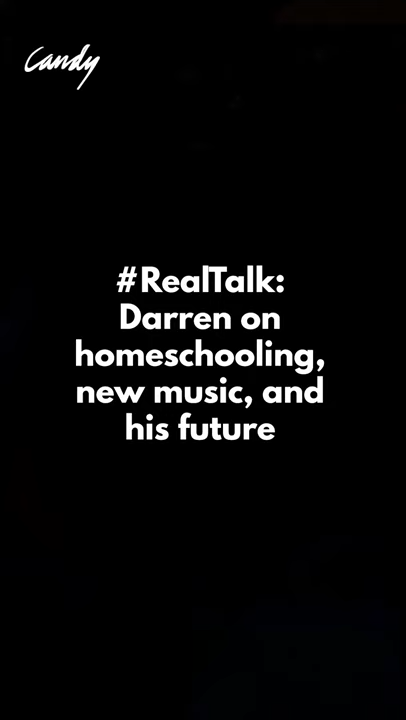 Candy
#RealTalk:
Darren on
homeschooling,
new music, and
his future